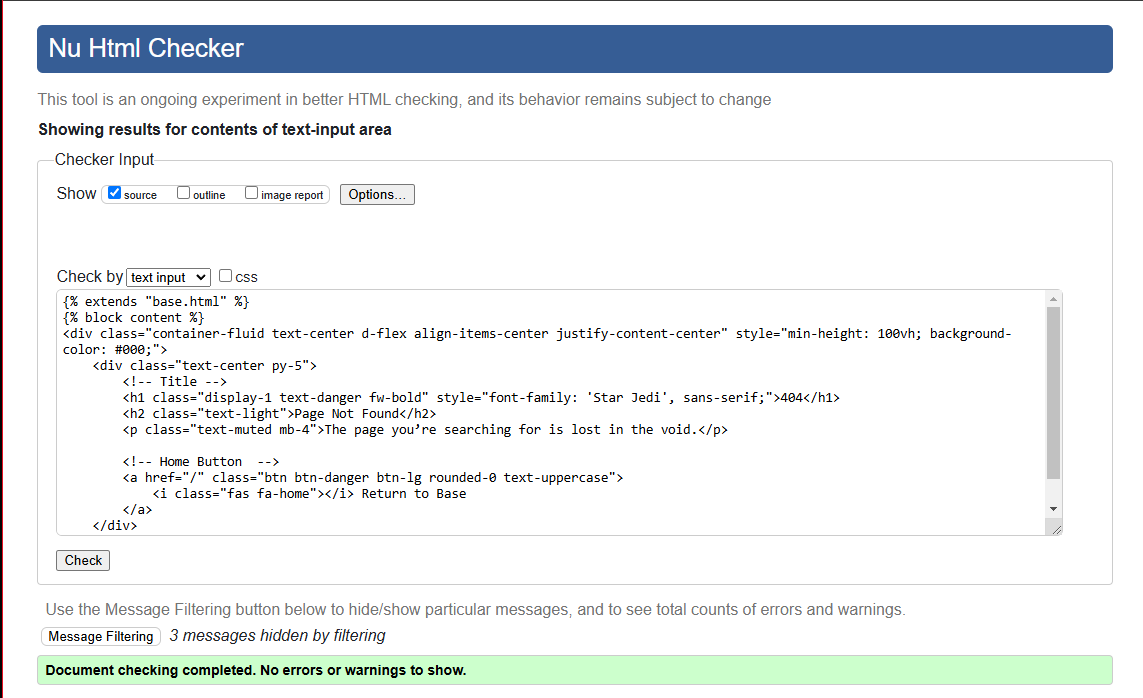 Nu Html Checker
This tool is an ongoing experiment in better HTML checking, and its behavior remains subject to change
Showing results for contents of text-input area
Checker Input
Show source outline image report Options...
Check by text input css
{% extends "base.html" %}
{% block content %}
<div class="container-fluid text-center d-flex align-items-center justify-content-center" style="min-height: 100vh; background-
color: #000;">
    <div class="text-center py-5">
        <!-- Title -->
        <h1 class="display-1 text-danger fw-bold" style="font-family: 'Star Jedi', sans-serif;">404</h1>
        <h2 class="text-light">Page Not Found</h2>
        <p class="text-muted mb-4">The page you’re searching for is lost in the void.</p>
        <!-- Home Button  -->
        <a href="/" class="btn btn-danger btn-lg rounded-0 text-uppercase">
            <i class="fas fa-home"></i> Return to Base
        </a>
    </div>
Check
Use the Message Filtering button below to hide/show particular messages, and to see total counts of errors and warnings.
Message Filtering 3 messages hidden by filtering
Document checking completed. No errors or warnings to show.